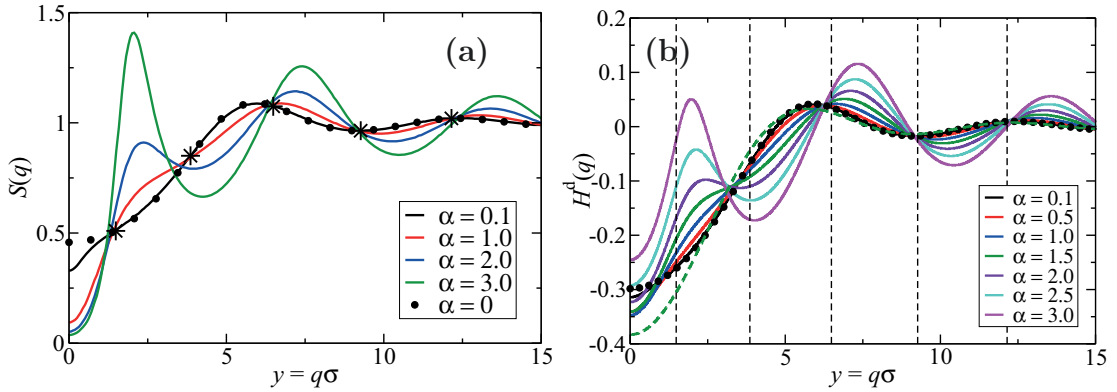 (a)
S(q)
1.5
1
0.5
0
α = 0.1
α = 1.0
α = 2.0
α = 3.0
α = 0
0
5
10
15
y = qσ
(b)
H^d(q)
0.2
0.1
0
-0.1
-0.2
-0.3
-0.4
α = 0.1
α = 0.5
α = 1.0
α = 1.5
α = 2.0
α = 2.5
α = 3.0
0
5
10
15
y = qσ